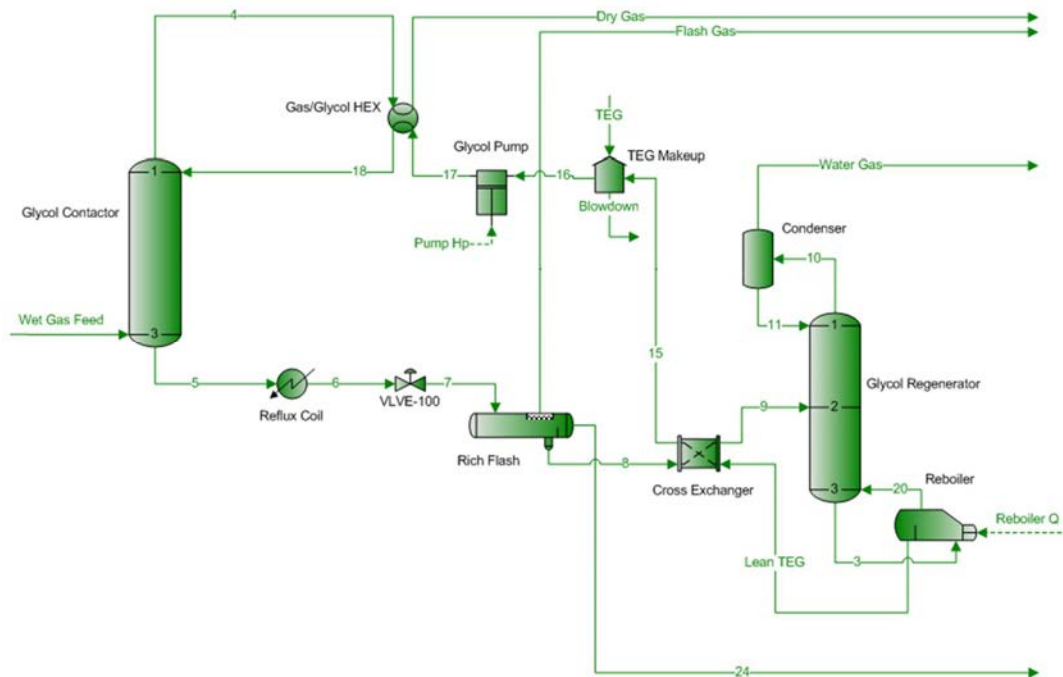 4
Dry Gas
Flash Gas
Gas/Glycol HEX
TEG
Glycol Pump
TEG Makeup
Water Gas
1
18
17
16
Glycol Contactor
Blowdown
Condenser
Pump Hp
10
Wet Gas Feed
3
11
1
15
5
6
7
Glycol Regenerator
VLVE-100
Reflux Coil
9
2
Rich Flash
8
Cross Exchanger
Reboiler
3
20
Reboiler Q
Lean TEG
3
24